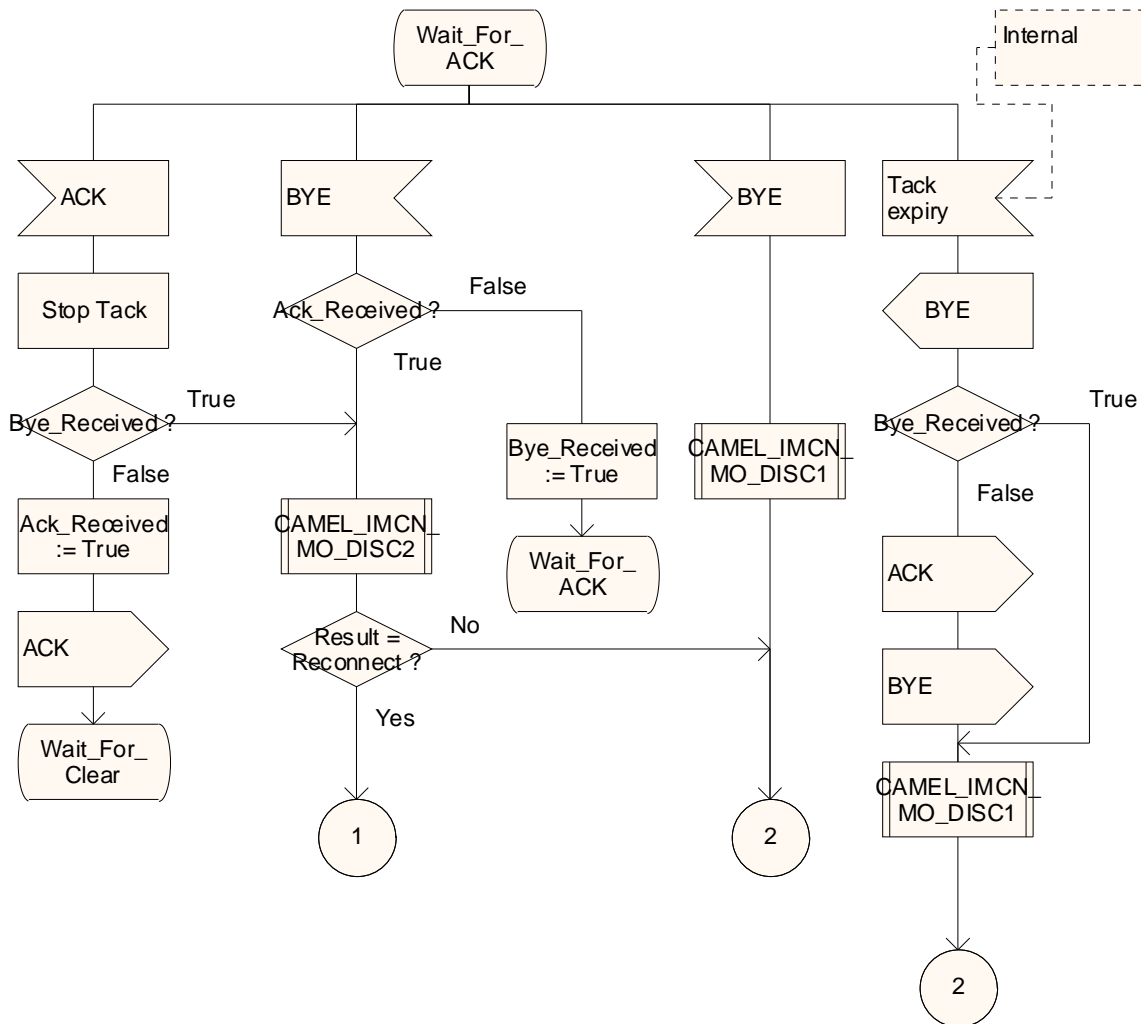 Wait_For_
ACK
Internal
ACK
BYE
BYE
Tack
expiry
Stop Tack
Ack_Received ?
False
True
BYE
Bye_Received ?
True
False
Bye_Received
:= True
CAMEL_IMCN_
MO_DISC1
Bye_Received ?
True
False
Ack_Received
:= True
CAMEL_IMCN_
MO_DISC2
Wait_For_
ACK
ACK
ACK
Result =
Reconnect ?
No
Yes
BYE
Wait_For_
Clear
CAMEL_IMCN_
MO_DISC1
1
2
2